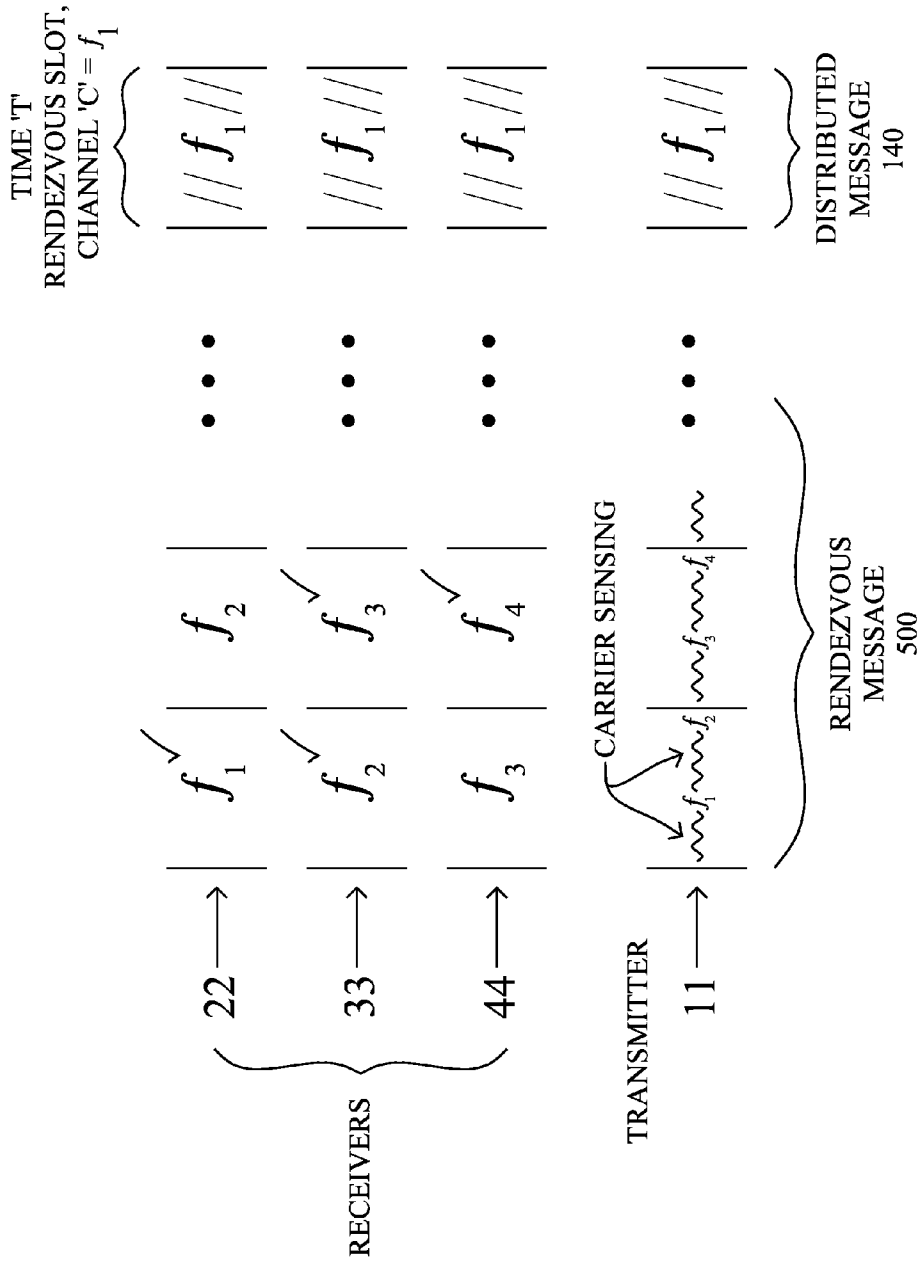 TIME 'T'
RENDEZVOUS SLOT,
CHANNEL 'C' = f1
RECEIVERS
22 f1 f2 f1
33 f2 f3 f1
44 f3 f4 f1
CARRIER SENSING
TRANSMITTER
11 f1 f2 f3 f4 f1
RENDEZVOUS
MESSAGE
500
DISTRIBUTED
MESSAGE
140